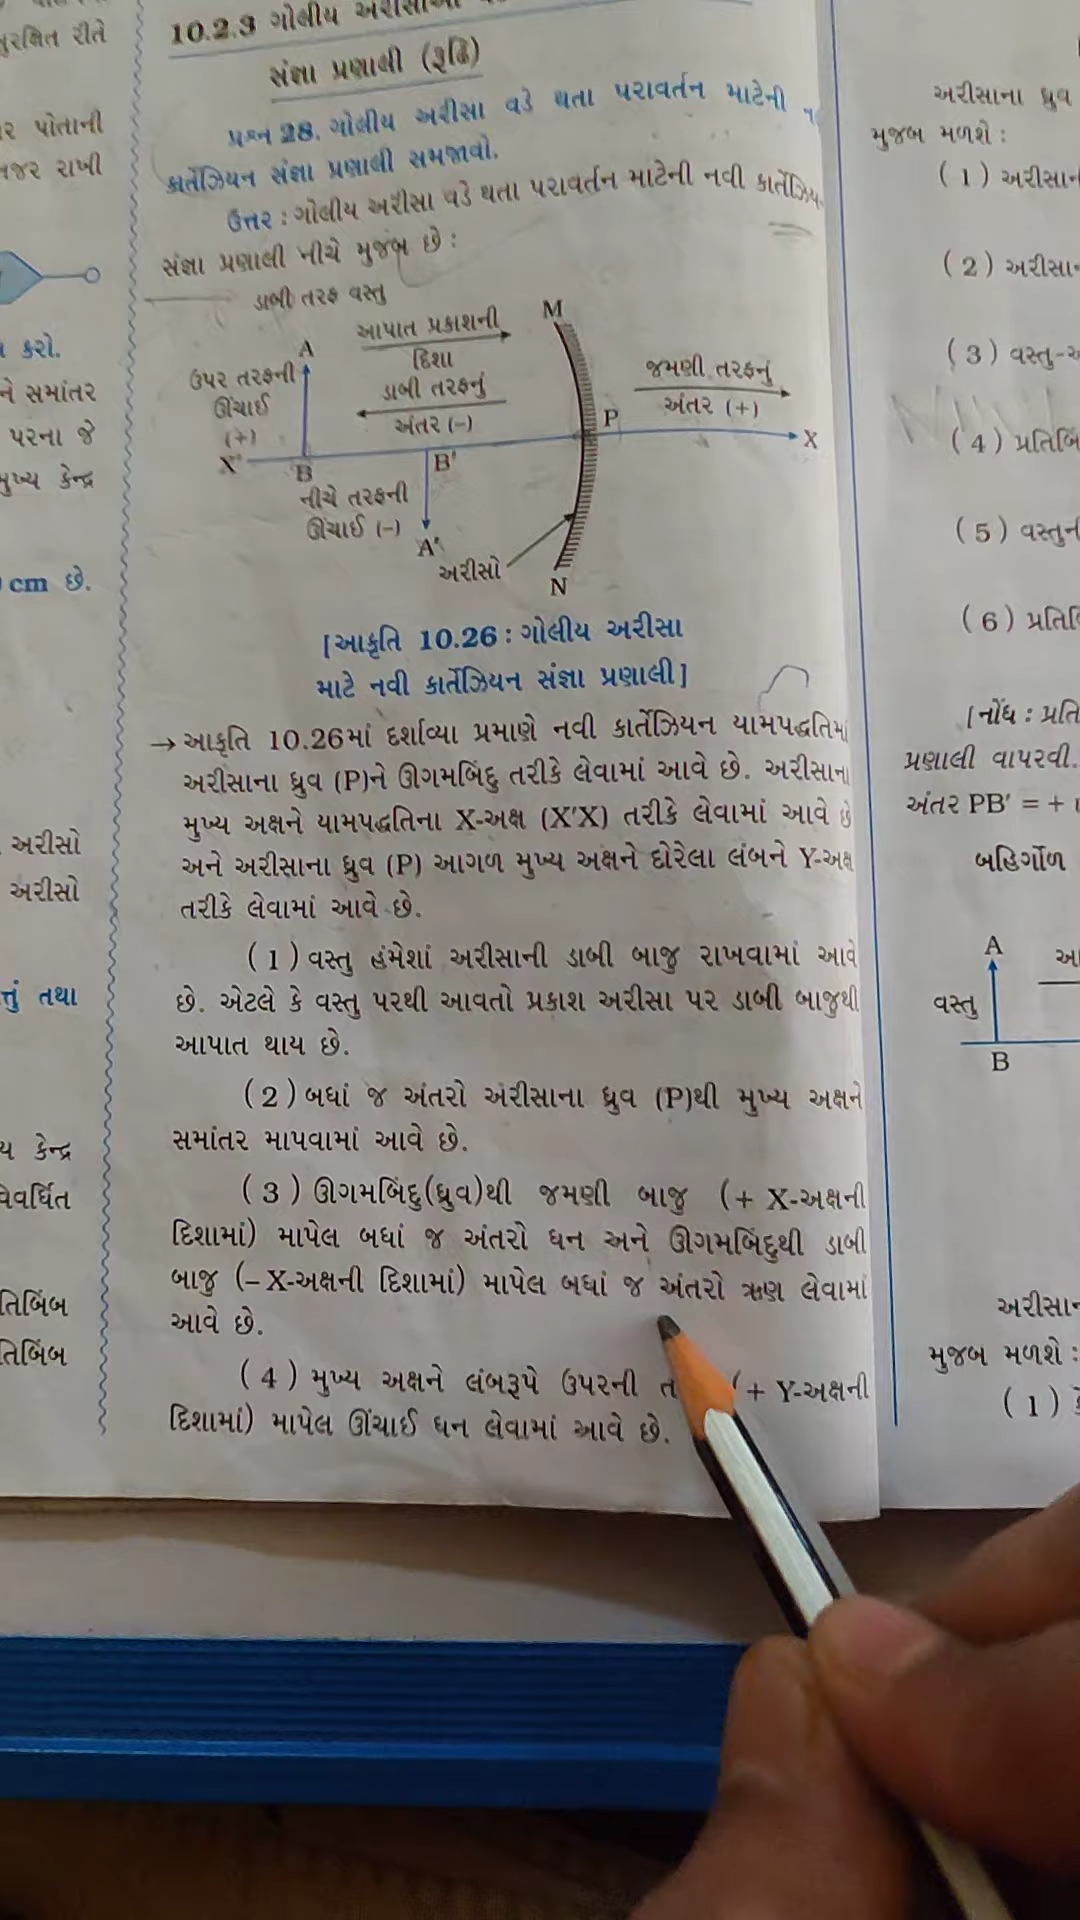 સુરક્ષિત રીતે
પોતાની
નજર રાખી
કરો.
ને સમાંતર
પરના જે
મુખ્ય કેન્દ્ર
cm છે.
અરીસો
અરીસો
તથા
કેન્દ્ર
વિવર્ધિત
10.2.3 ગોલીય અરીસાઓ
સંજ્ઞા પ્રણાલી (રૂઢિ)
પ્રશ્ન 28. ગોલીય અરીસા વડે થતા પરાવર્તન માટેની
કાર્તેઝિયન સંજ્ઞા પ્રણાલી સમજાવો.
ઉત્તર : ગોલીય અરીસા વડે થતા પરાવર્તન માટેની નવી કાર્તેઝિય
સંજ્ઞા પ્રણાલી નીચે મુજબ છે :
ડાબી તરફ વસ્તુ
M
આપાત પ્રકાશની
દિશા
A
ઉપર તરફની
ઊંચાઈ
(+)
ડાબી તરફનું
અંતર (–)
જમણી તરફનું
અંતર (+)
P
X' B B' X
નીચે તરફની
ઊંચાઈ (–)
A'
અરીસો
N
[આકૃતિ 10.26 : ગોલીય અરીસા
માટે નવી કાર્તેઝિયન સંજ્ઞા પ્રણાલી]
→ આકૃતિ 10.26માં દર્શાવ્યા પ્રમાણે નવી કાર્તેઝિયન યામપદ્ધતિમાં
અરીસાના ધ્રુવ (P)ને ઊગમબિંદુ તરીકે લેવામાં આવે છે. અરીસાના
મુખ્ય અક્ષને યામપદ્ધતિના X-અક્ષ (X'X) તરીકે લેવામાં આવે છે
અને અરીસાના ધ્રુવ (P) આગળ મુખ્ય અક્ષને દોરેલા લંબને Y-અક્ષ
તરીકે લેવામાં આવે છે.
(1) વસ્તુ હંમેશાં અરીસાની ડાબી બાજુ રાખવામાં આવે
છે. એટલે કે વસ્તુ પરથી આવતો પ્રકાશ અરીસા પર ડાબી બાજુથી
આપાત થાય છે.
(2) બધાં જ અંતરો અરીસાના ધ્રુવ (P)થી મુખ્ય અક્ષને
સમાંતર માપવામાં આવે છે.
(3) ઊગમબિંદુ(ધ્રુવ)થી જમણી બાજુ (+ X-અક્ષની
દિશામાં) માપેલ બધાં જ અંતરો ધન અને ઊગમબિંદુથી ડાબી
બાજુ (– X-અક્ષની દિશામાં) માપેલ બધાં જ અંતરો ઋણ લેવામાં
આવે છે.
(4) મુખ્ય અક્ષને લંબરૂપે ઉપરની (+ Y-અક્ષની
દિશામાં) માપેલ ઊંચાઈ ધન લેવામાં આવે છે.
અરીસાના ધ્રુવ
મુજબ મળશે :
(1)
(2)
(3) વસ્તુ-
(4)
(5)
(6)
[નોંધ :
પ્રણાલી વાપરવી.
અંતર PB' = +
બહિર્ગોળ
A
વસ્તુ
B
મુજબ મળશે :
(1)